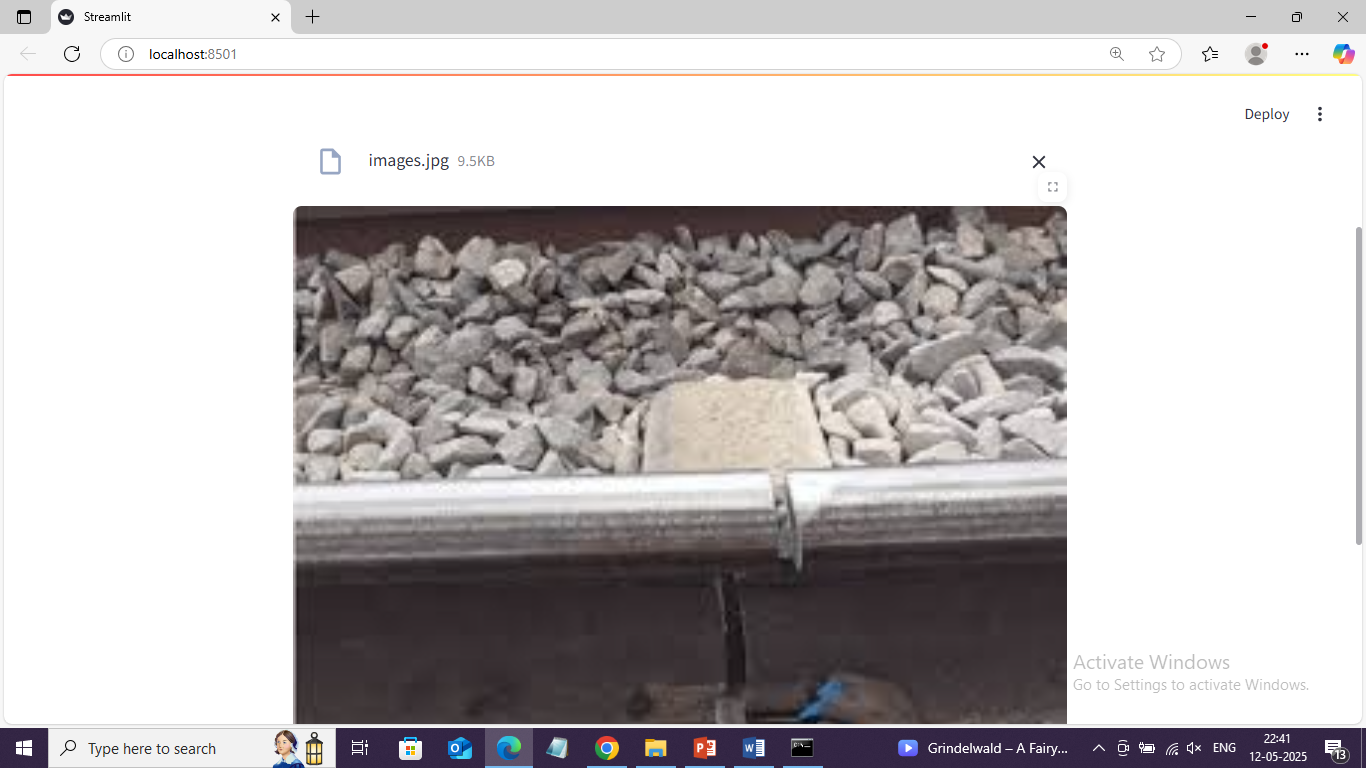 Streamlit
localhost:8501
Deploy
images.jpg 9.5KB
Activate Windows
Go to Settings to activate Windows.
Type here to search
Grindelwald – A Fairy...
ENG
22:41
12-05-2025
13